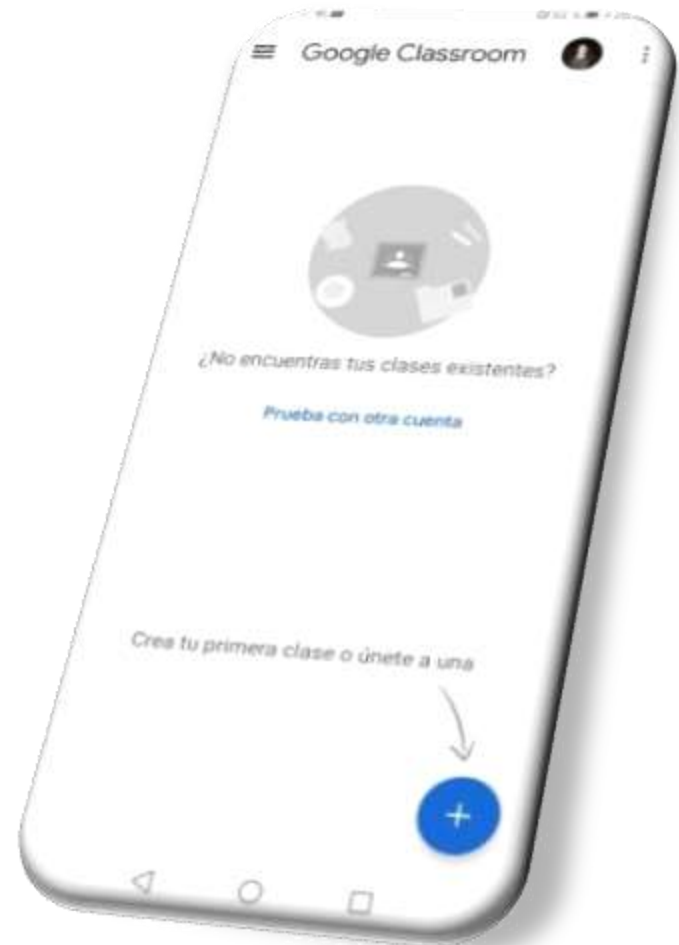 Google Classroom
¿No encuentras tus clases existentes?
Prueba con otra cuenta
Crea tu primera clase o únete a una